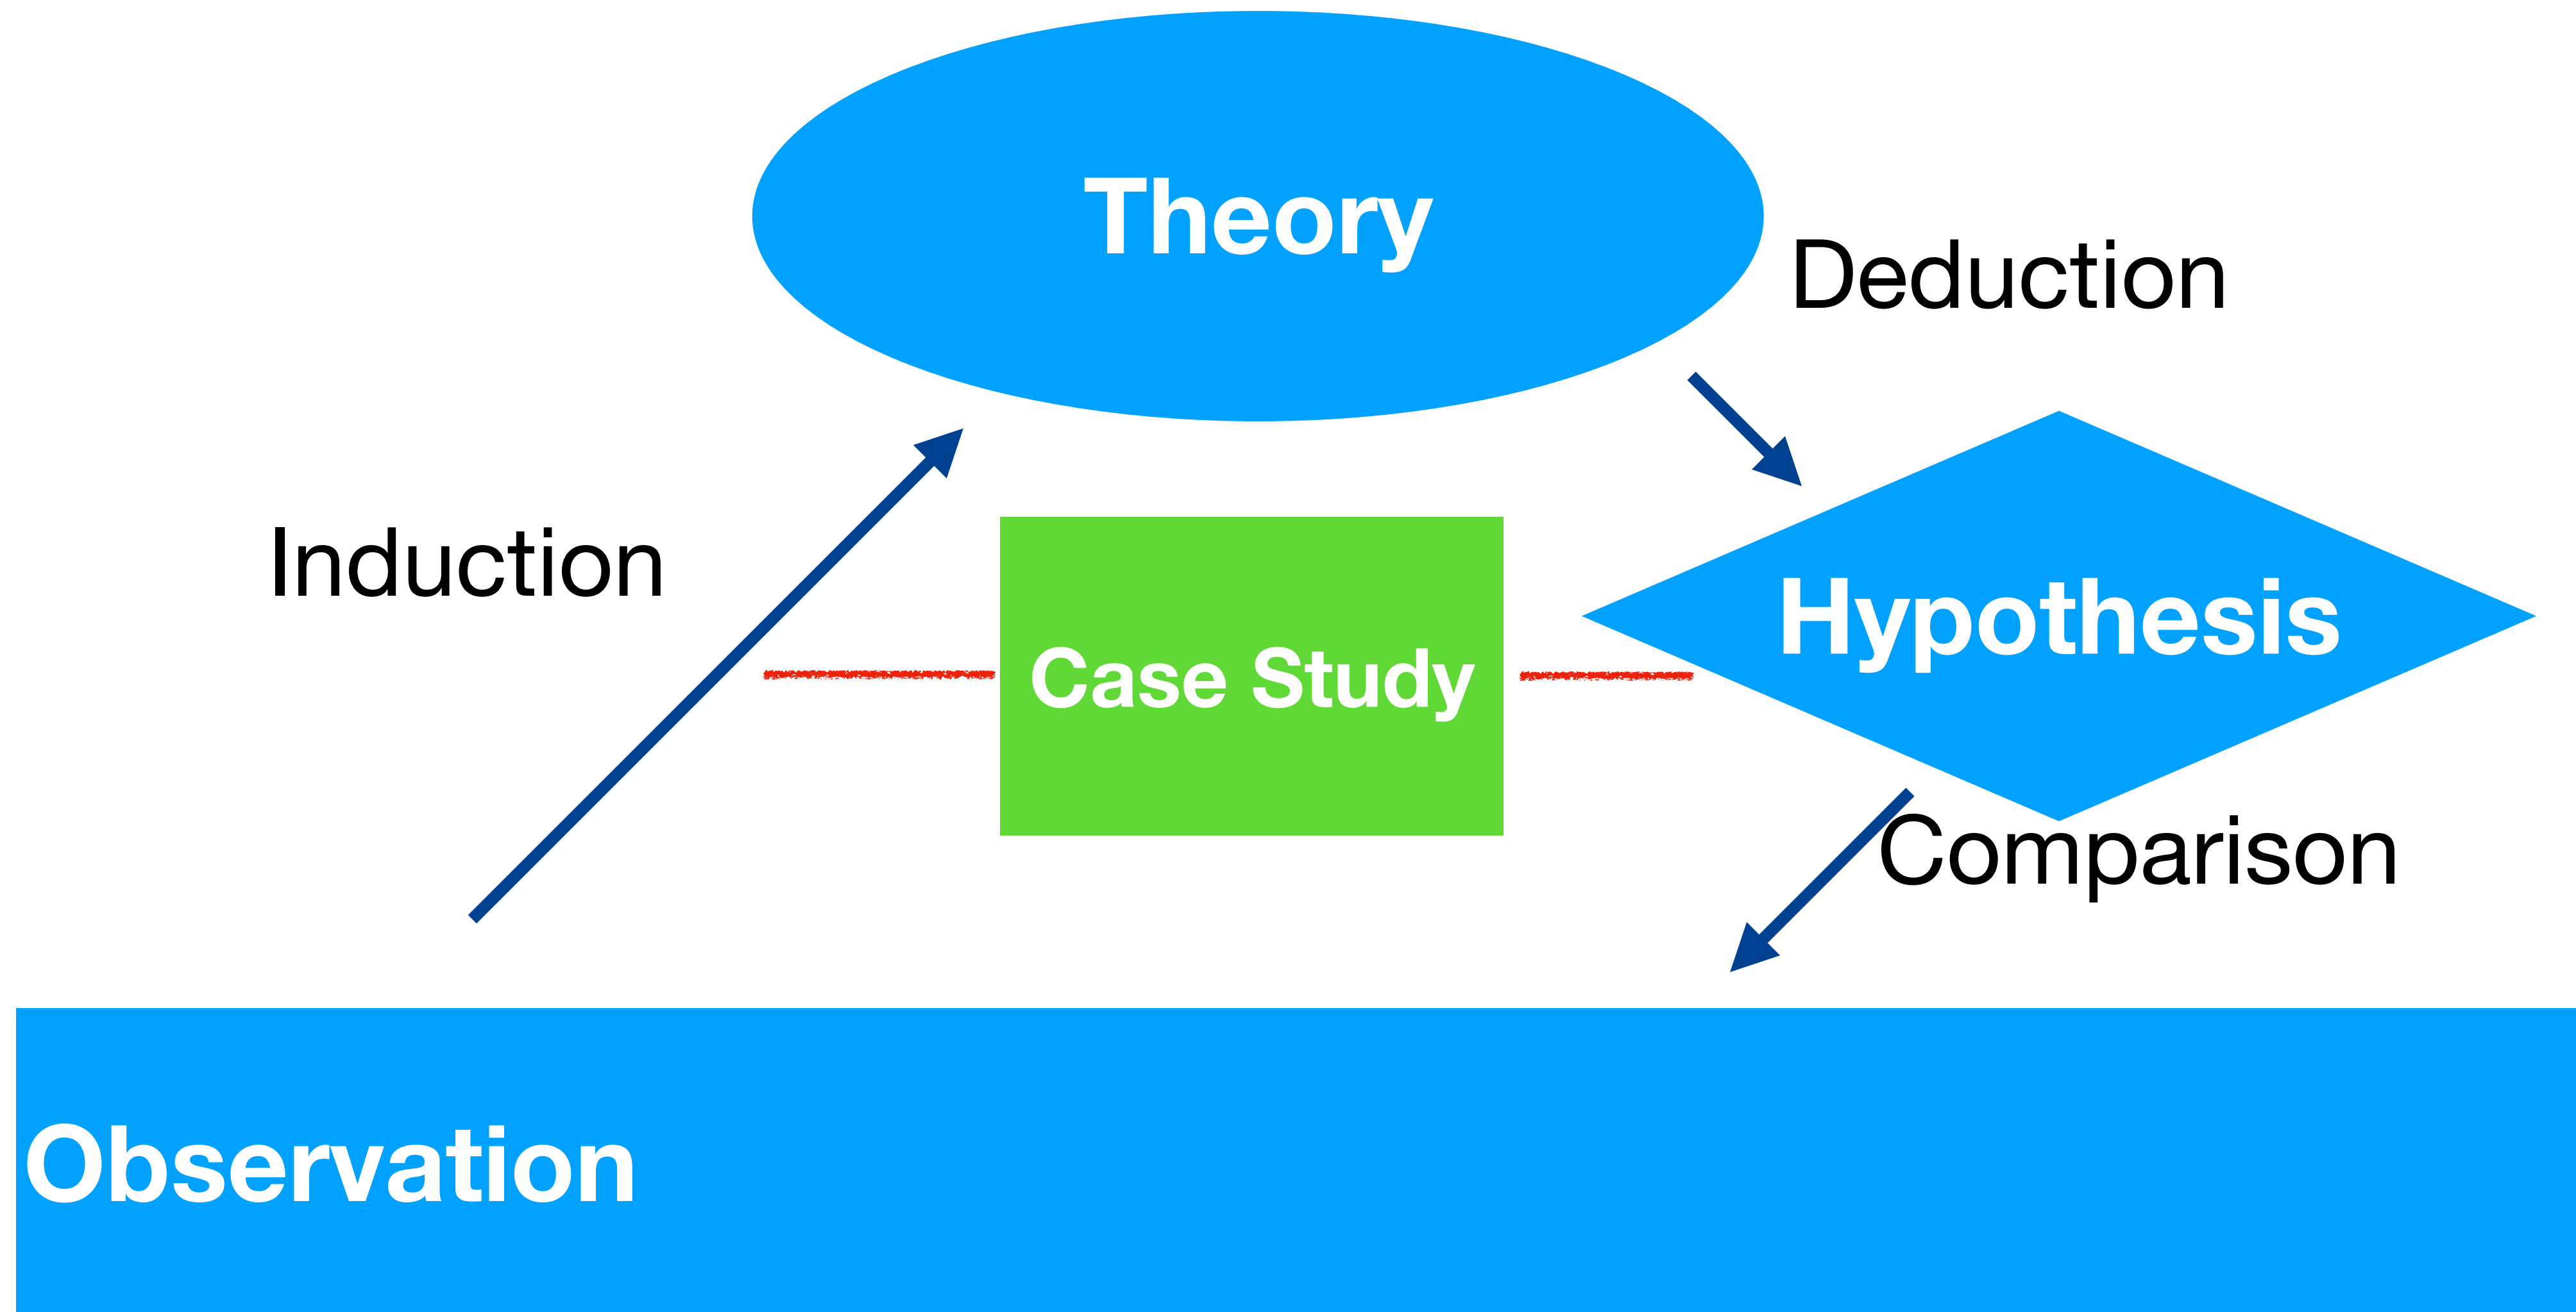 Theory
Deduction
Induction
Hypothesis
Case Study
Comparison
Observation